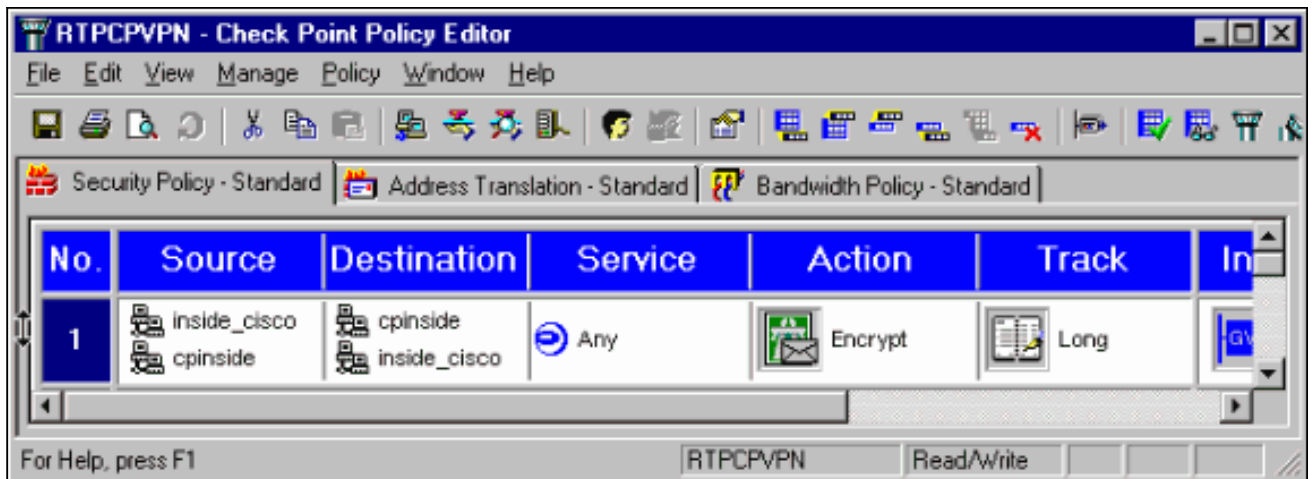 RTPCPVPN - Check Point Policy Editor
File Edit View Manage Policy Window Help
Security Policy - Standard Address Translation - Standard Bandwidth Policy - Standard
No. Source Destination Service Action Track In
1 inside_cisco cpinside Any Encrypt Long GV
cpinside inside_cisco
For Help, press F1 RTPCPVPN Read/Write